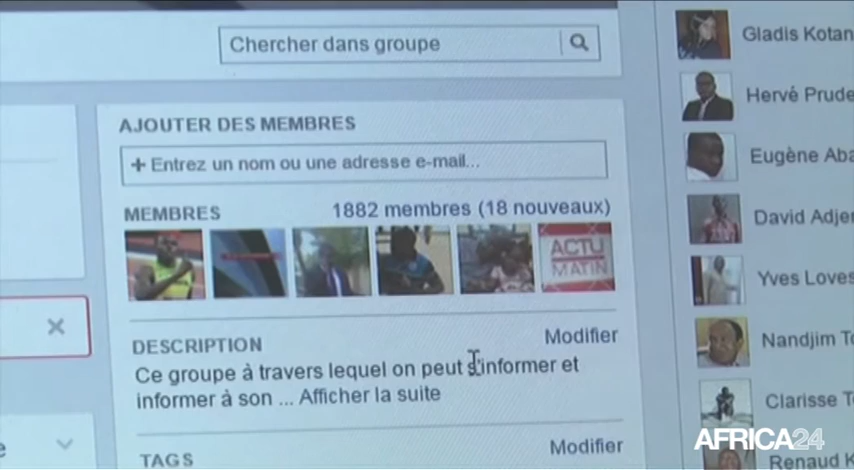 Chercher dans groupe
AJOUTER DES MEMBRES
+ Entrez un nom ou une adresse e-mail...
MEMBRES
1882 membres (18 nouveaux)
ACTU
MATIN
DESCRIPTION
Modifier
Ce groupe à travers lequel on peut s'informer et
informer à son ... Afficher la suite
TAGS
Modifier
Gladis Kotan
Hervé Prude
Eugène Aba
David Adje
Yves Loves
Nandjim T
Clarisse T
Renaud K
AFRICA24